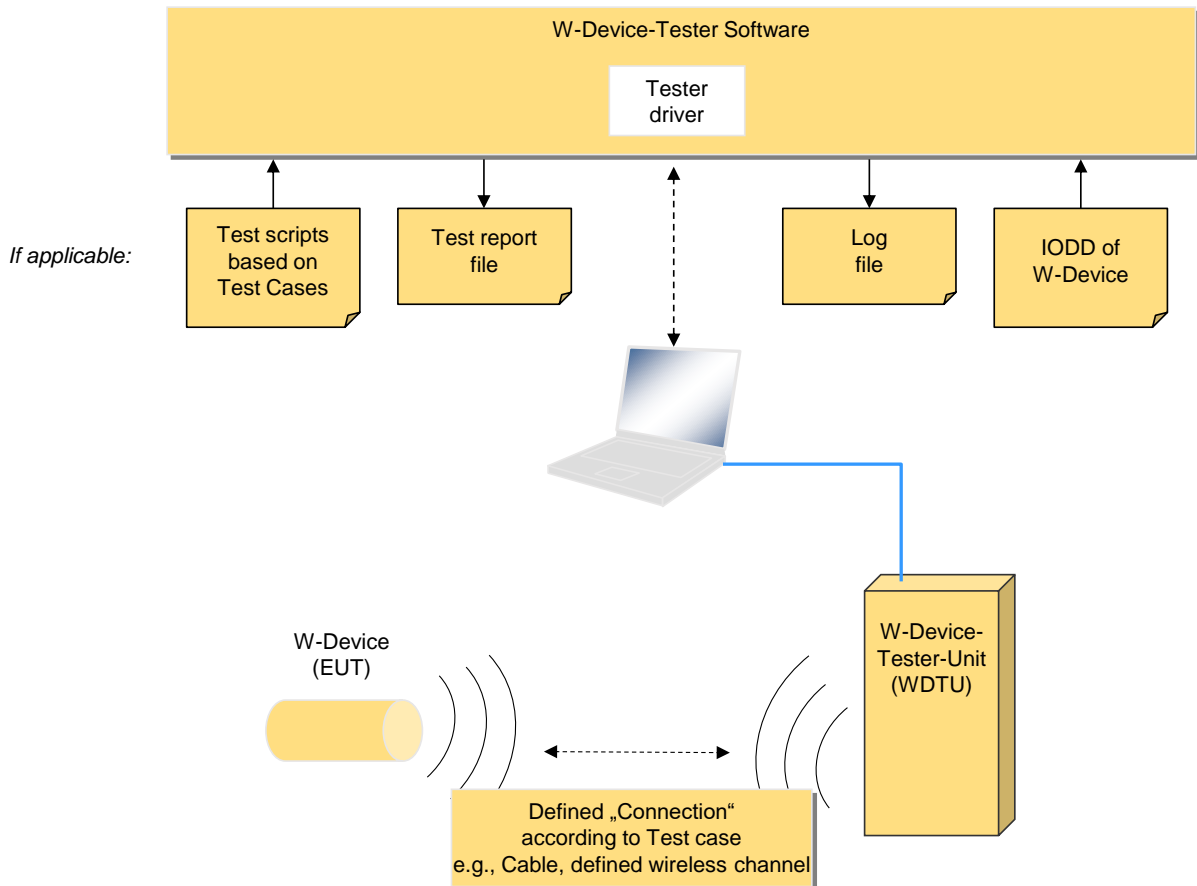 W-Device-Tester Software
Tester
driver
If applicable:
Test scripts
based on
Test Cases
Test report
file
Log
file
IODD of
W-Device
W-Device
(EUT)
W-Device-
Tester-Unit
(WDTU)
Defined „Connection“
according to Test case
e.g., Cable, defined wireless channel